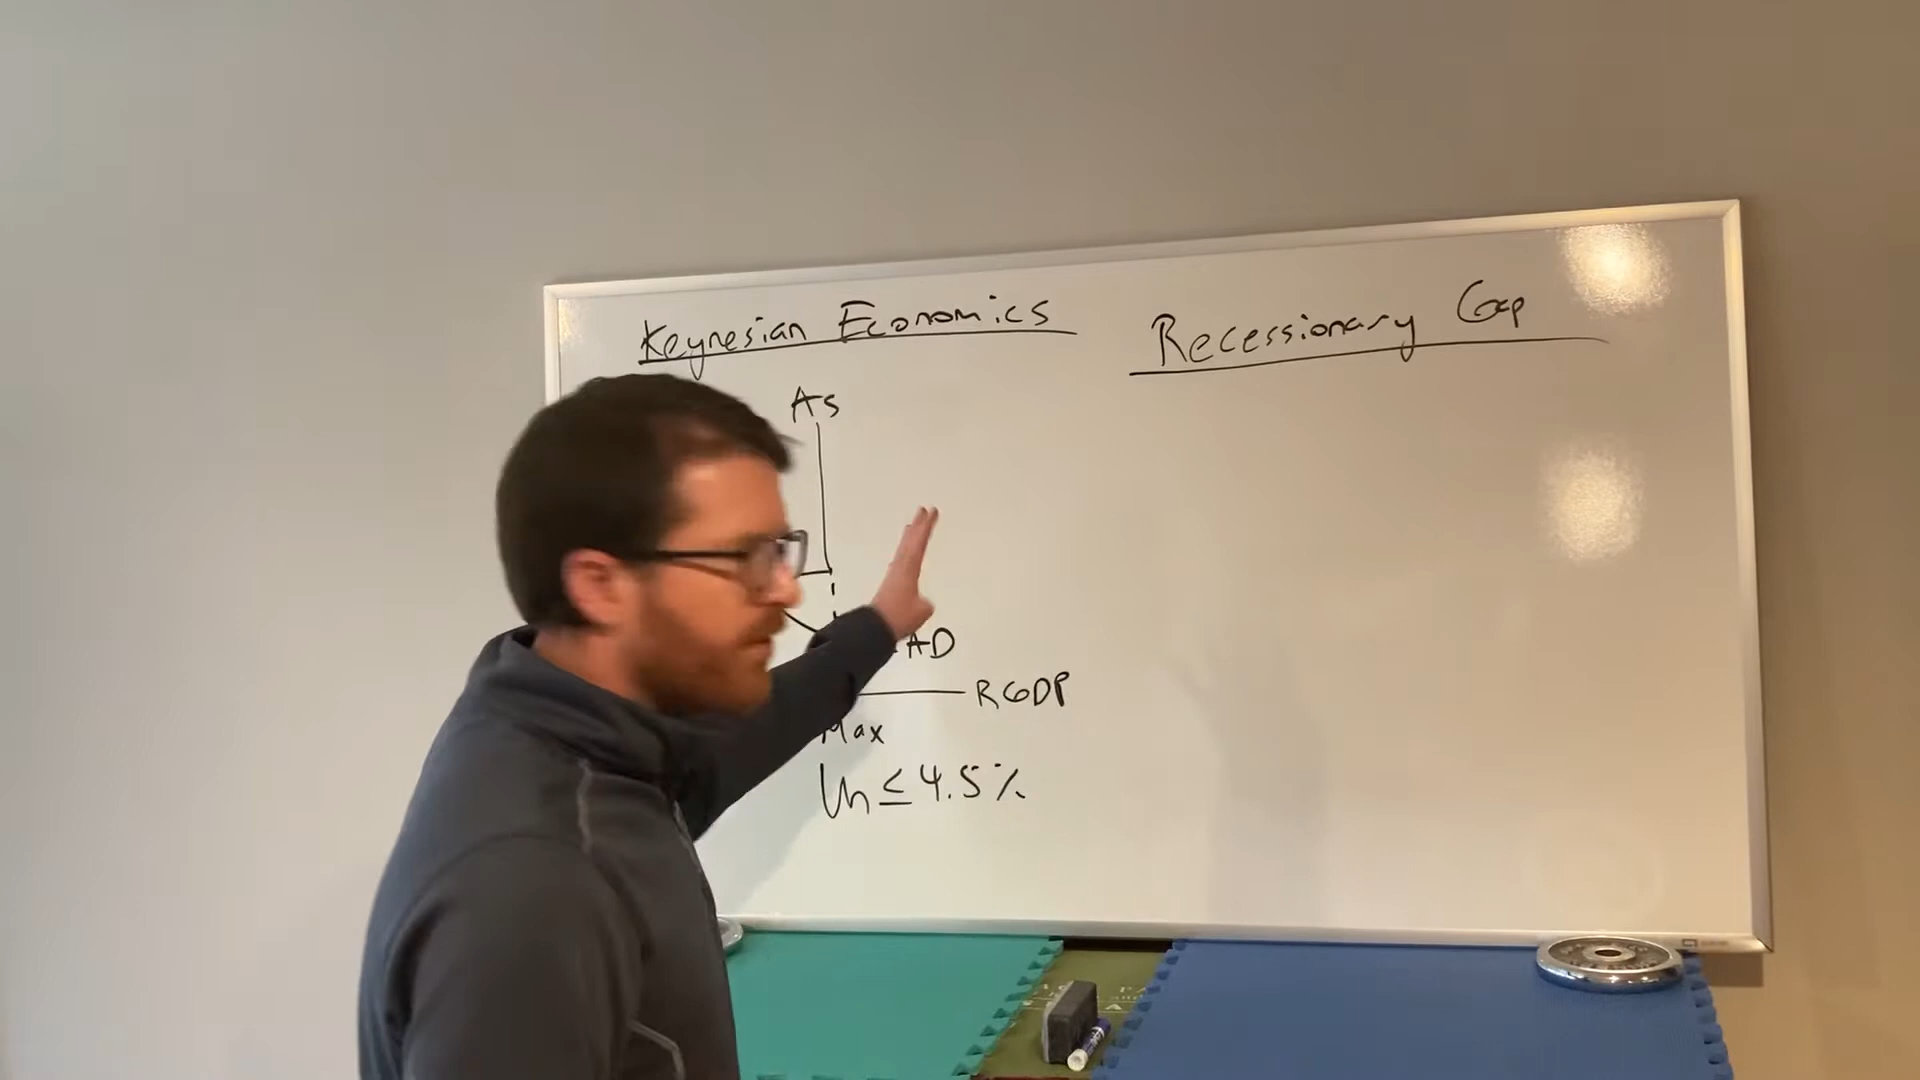 Keynesian Economics
Recessionary Gap
AS
AD
RGDP
Max
Un ≤ 4.5%